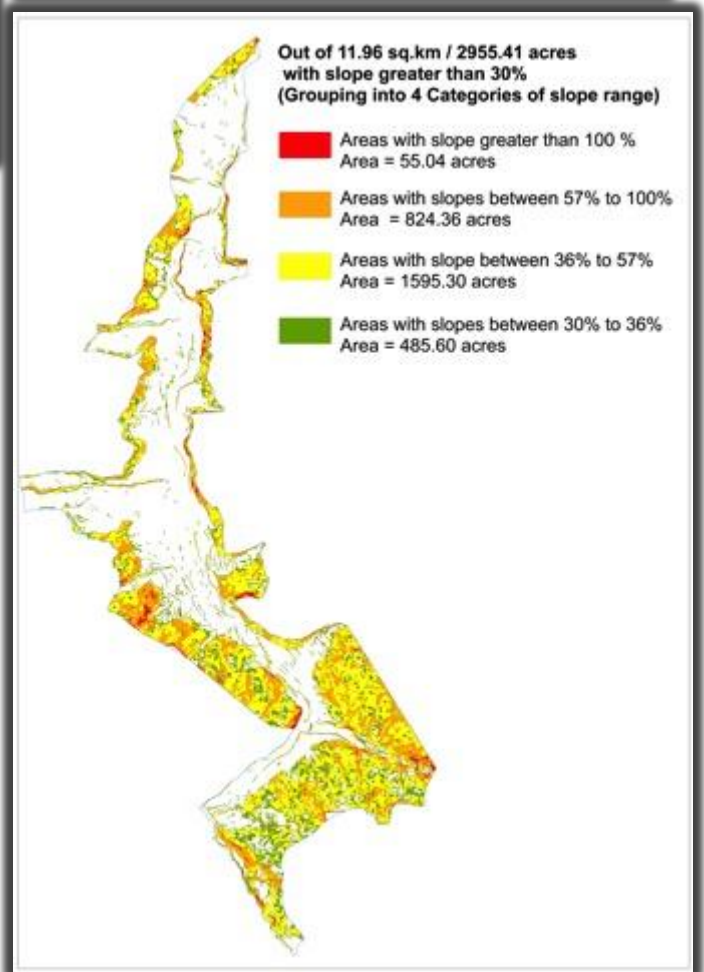 Out of 11.96 sq.km / 2955.41 acres
with slope greater than 30%
(Grouping into 4 Categories of slope range)
Areas with slope greater than 100 %
Area = 55.04 acres
Areas with slopes between 57% to 100%
Area = 824.36 acres
Areas with slope between 36% to 57%
Area = 1595.30 acres
Areas with slopes between 30% to 36%
Area = 485.60 acres